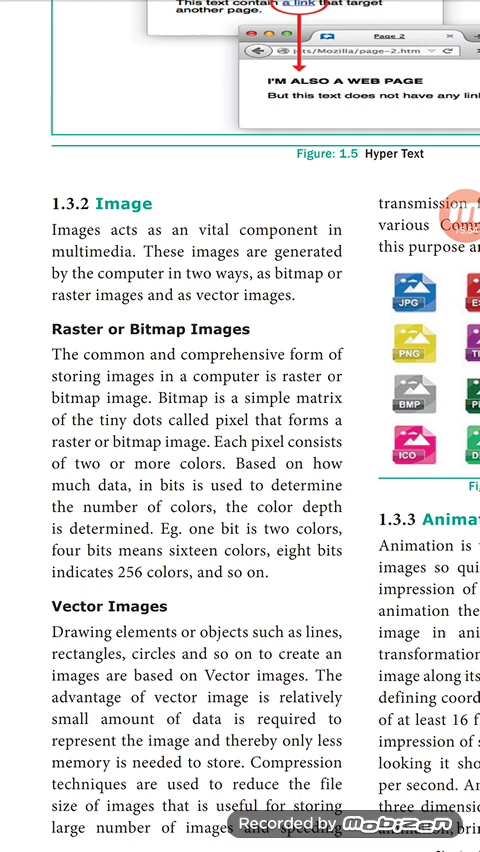 This text contain a link that target
another page.
Page 2
jcts/Mozilla/page-2.htm
I'M ALSO A WEB PAGE
But this text does not have any lin
Figure: 1.5 Hyper Text
1.3.2 Image
Images acts as an vital component in
multimedia. These images are generated
by the computer in two ways, as bitmap or
raster images and as vector images.
Raster or Bitmap Images
The common and comprehensive form of
storing images in a computer is raster or
bitmap image. Bitmap is a simple matrix
of the tiny dots called pixel that forms a
raster or bitmap image. Each pixel consists
of two or more colors. Based on how
much data, in bits is used to determine
the number of colors, the color depth
is determined. Eg. one bit is two colors,
four bits means sixteen colors, eight bits
indicates 256 colors, and so on.
Vector Images
Drawing elements or objects such as lines,
rectangles, circles and so on to create an
images are based on Vector images. The
advantage of vector image is relatively
small amount of data is required to
represent the image and thereby only less
memory is needed to store. Compression
techniques are used to reduce the file
size of images that is useful for storing
large number of images and speeding
transmission f
various Com
this purpose a
JPG
PNG
BMP
ICO
Fi
1.3.3 Anima
Animation is
images so qui
impression of
animation the
image in ani
transformation
image along its
defining coord
of at least 16 f
impression of s
looking it sho
per second. An
three dimensio
animation, brin
Recorded by mobizen